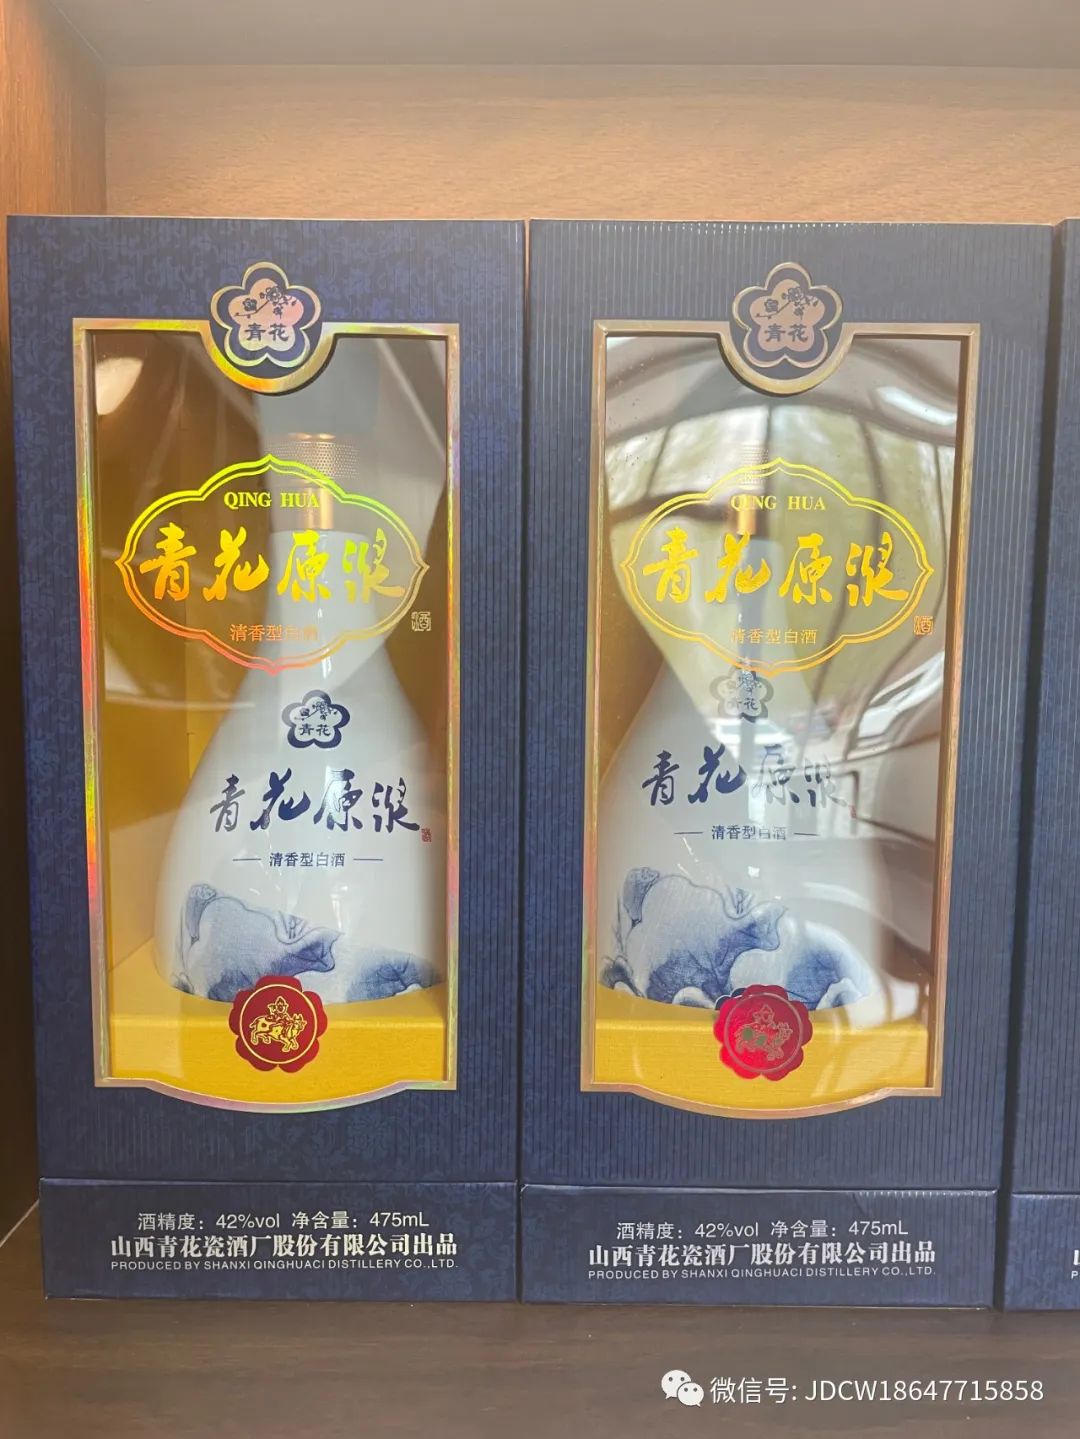 青花
QING HUA
青花原浆
酒
清香型白酒
青花
青花原浆
清香型白酒
酒精度：42%vol 净含量：475mL
山西青花瓷酒厂股份有限公司出品
PRODUCED BY SHANXI QINGHUACI DISTILLERY CO.,LTD.
青花
QING HUA
青花原浆
酒
清香型白酒
青花
青花原浆
清香型白酒
酒精度：42%vol 净含量：475mL
山西青花瓷酒厂股份有限公司出品
PRODUCED BY SHANXI QINGHUACI DISTILLERY CO.,LTD.
微信号: JDCW18647715858